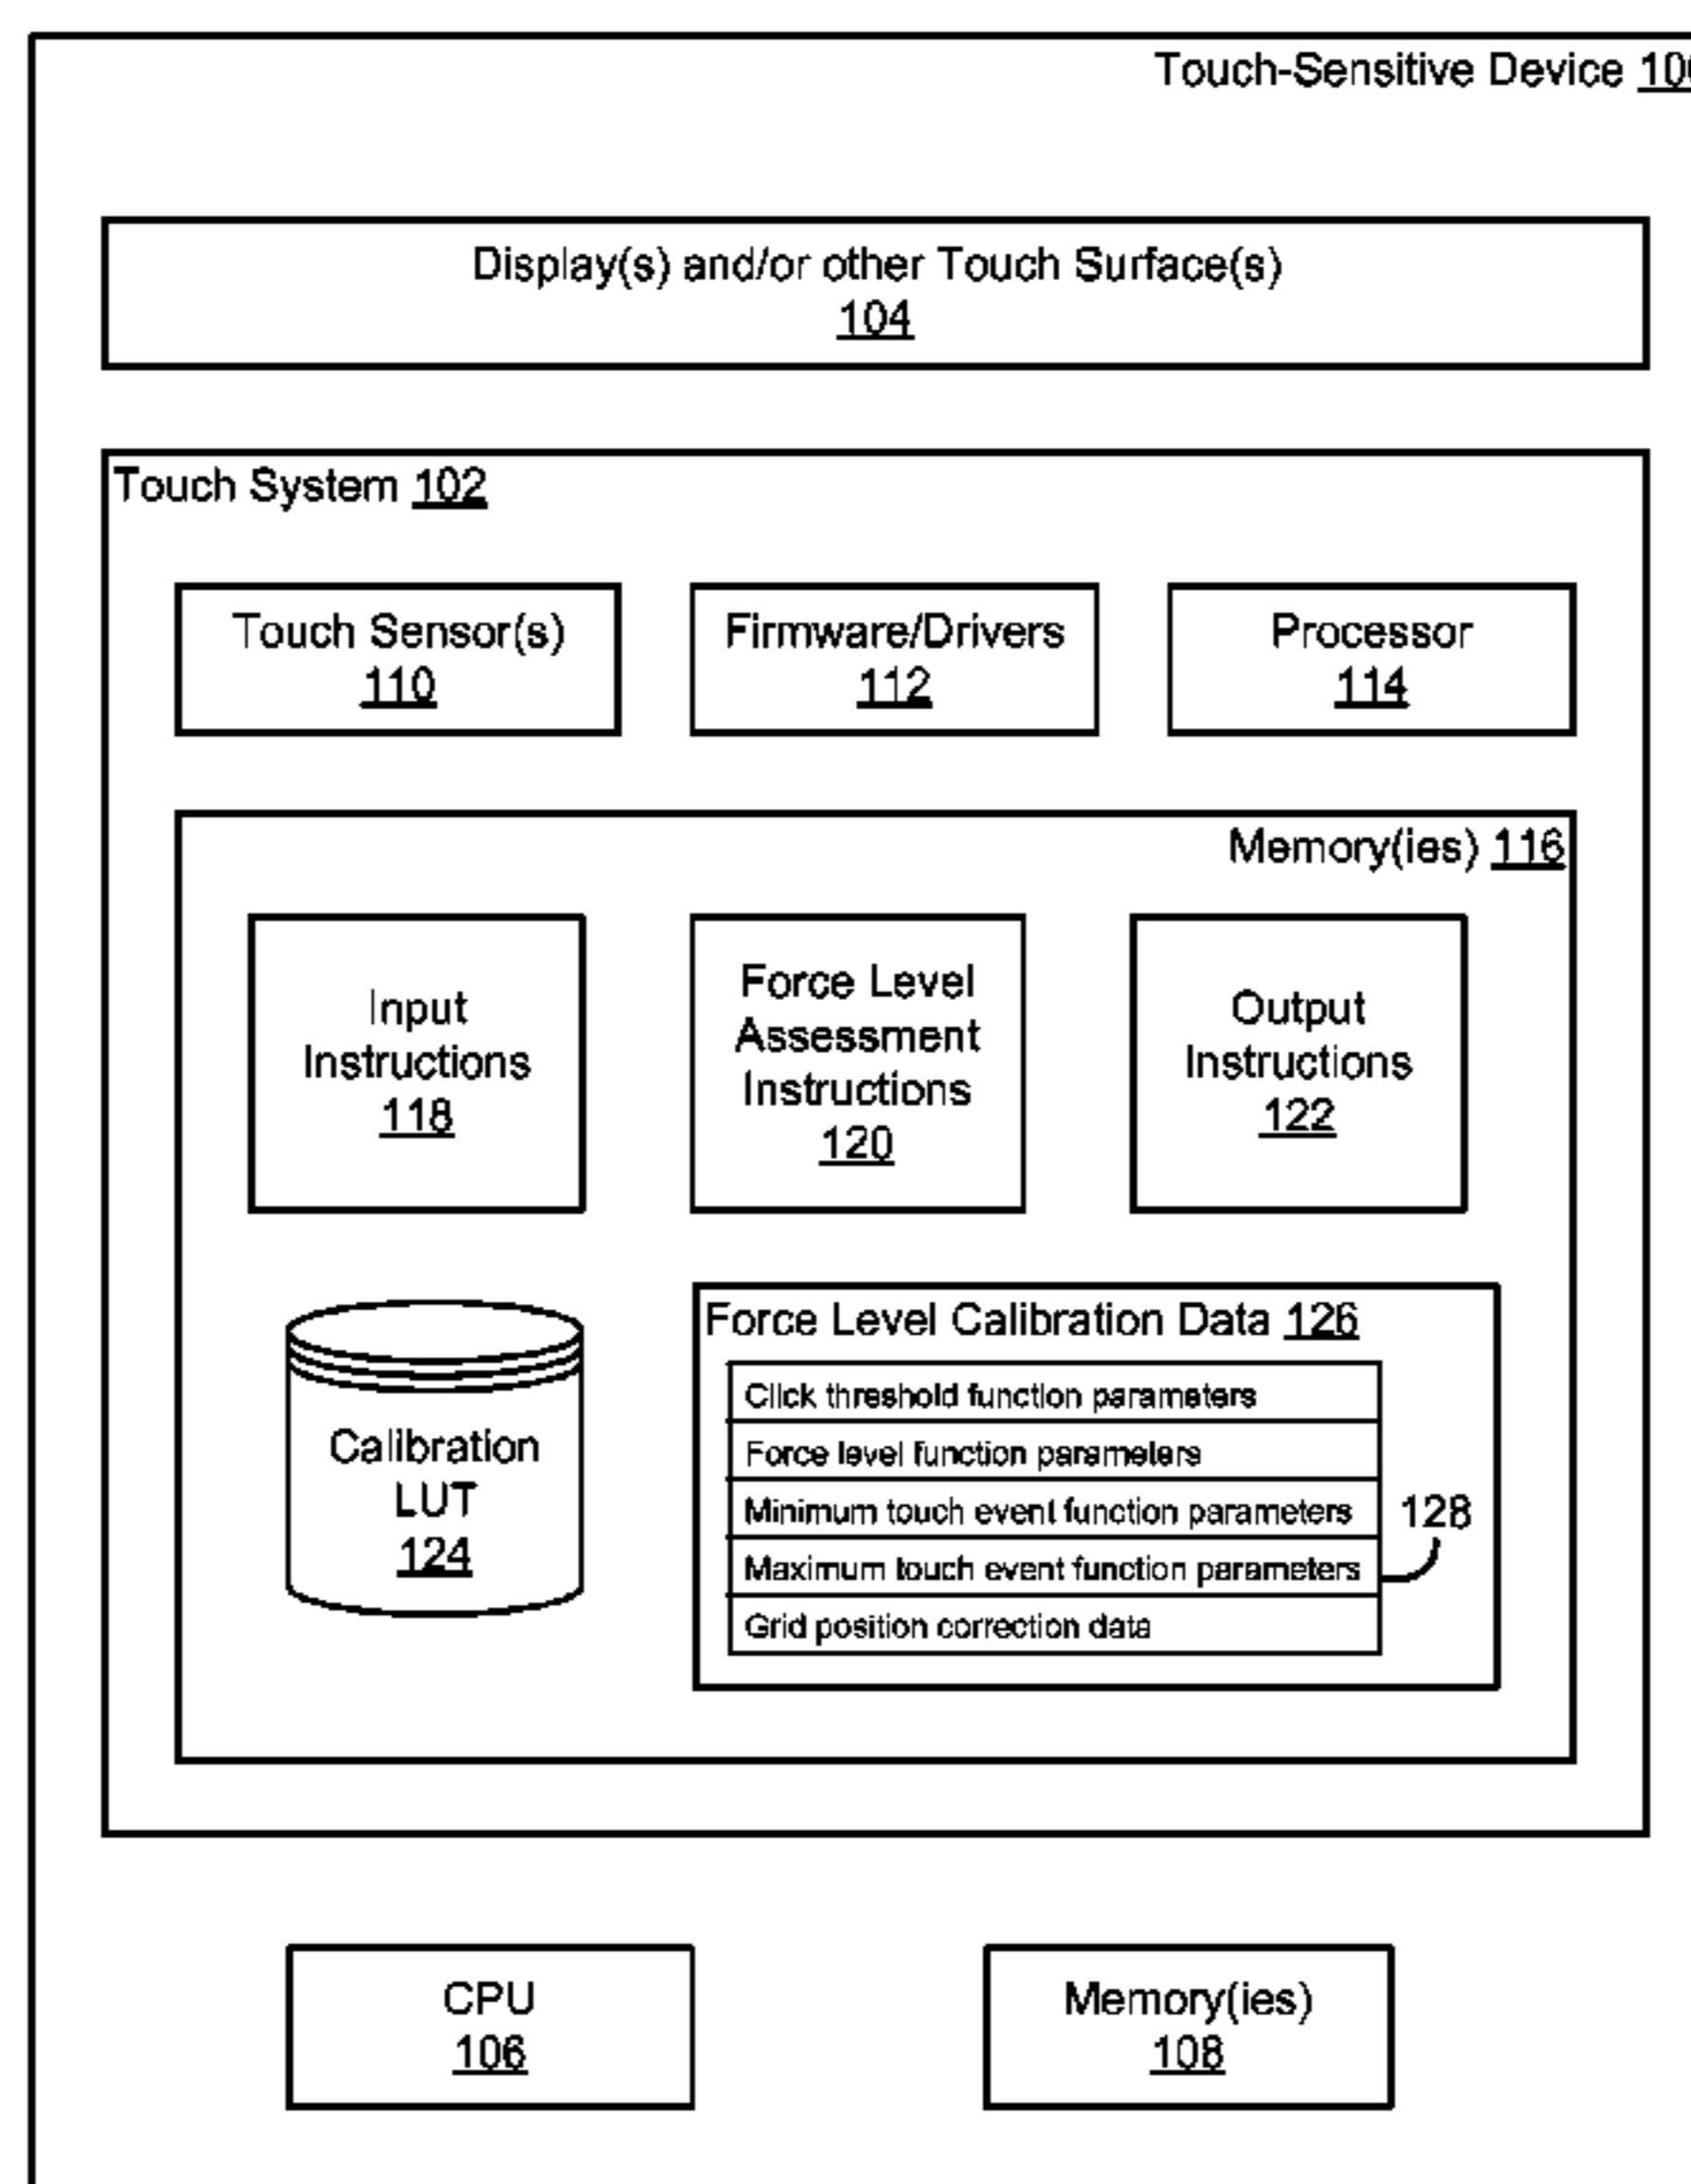 Touch-Sensitive Device
Display(s) and/or other Touch Surface(s)
104
Touch System 102
Touch Sensor(s)
110
Firmware/Drivers
112
Processor
114
Memory(ies) 116
Input
Instructions
118
Force Level
Assessment
Instructions
120
Output
Instructions
122
Calibration
LUT
124
Force Level Calibration Data 126
Click threshold function parameters
Force level function parameters
Minimum touch event function parameters
Maximum touch event function parameters
Grid position correction data
128
CPU
106
Memory(ies)
108